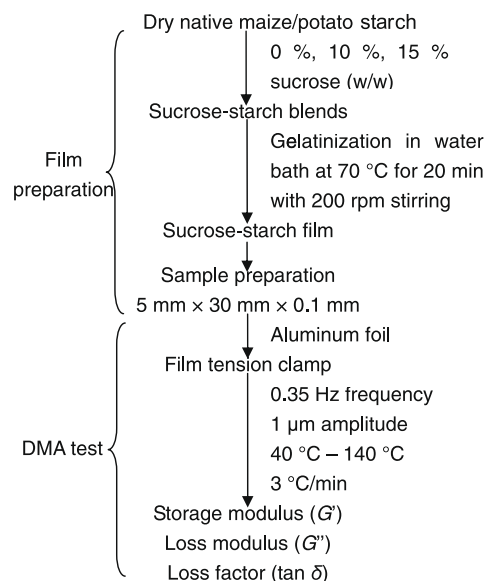 Dry native maize/potato starch
0 %, 10 %, 15 %
sucrose (w/w)
Sucrose-starch blends
Gelatinization in water
bath at 70 °C for 20 min
with 200 rpm stirring
Film
preparation
Sucrose-starch film
Sample preparation
5 mm × 30 mm × 0.1 mm
Aluminum foil
Film tension clamp
0.35 Hz frequency
1 μm amplitude
40 °C – 140 °C
3 °C/min
DMA test
Storage modulus (G')
Loss modulus (G'')
Loss factor (tan δ)